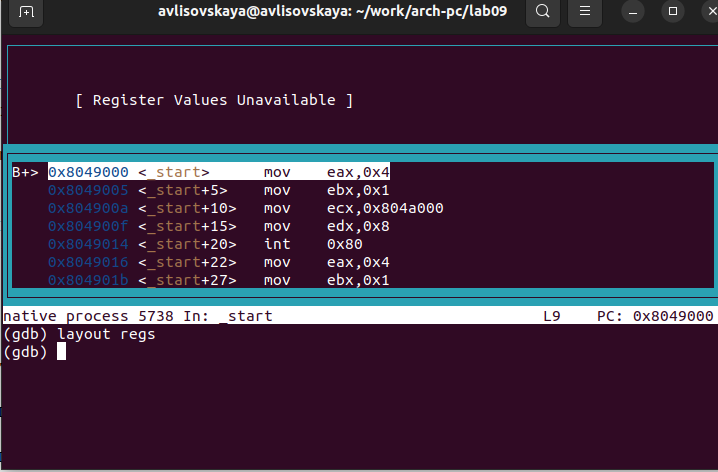 avlisovskaya@avlisovskaya: ~/work/arch-pc/lab09
[ Register Values Unavailable ]
B+> 0x8049000 <_start> mov eax,0x4
0x8049005 <_start+5> mov ebx,0x1
0x804900a <_start+10> mov ecx,0x804a000
0x804900f <_start+15> mov edx,0x8
0x8049014 <_start+20> int 0x80
0x8049016 <_start+22> mov eax,0x4
0x804901b <_start+27> mov ebx,0x1
native process 5738 In: _start L9 PC: 0x8049000
(gdb) layout regs
(gdb)